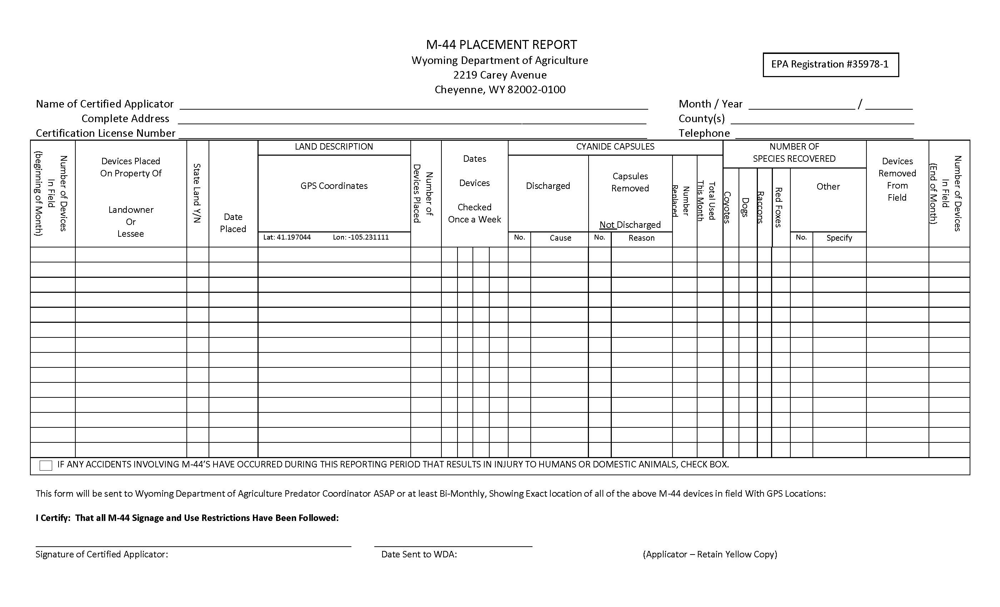 M-44 PLACEMENT REPORT
Wyoming Department of Agriculture
2219 Carey Avenue
Cheyenne, WY 82002-0100
EPA Registration #35978-1
Name of Certified Applicator
Month / Year /
Complete Address
County(s)
Certification License Number
Telephone
Number of Devices
In Field
(beginning of Month)
Devices Placed
On Property Of
Landowner
Or
Lessee
State Land Y/N
Date
Placed
LAND DESCRIPTION
GPS Coordinates
Lat: 41.197044 Lon: -105.231111
Number of
Devices Placed
Dates
Devices
Checked
Once a Week
CYANIDE CAPSULES
Discharged
No. Cause
Capsules
Removed
Not Discharged
No. Reason
Number
Replaced
Total Used
This Month
NUMBER OF
SPECIES RECOVERED
Coyotes
Dogs
Raccons
Red Foxes
Other
No. Specify
Devices
Removed
From
Field
Number of Devices
In Field
(End of Month)
IF ANY ACCIDENTS INVOLVING M-44’S HAVE OCCURRED DURING THIS REPORTING PERIOD THAT RESULTS IN INJURY TO HUMANS OR DOMESTIC ANIMALS, CHECK BOX.
This form will be sent to Wyoming Department of Agriculture Predator Coordinator ASAP or at least Bi-Monthly, Showing Exact location of all of the above M-44 devices in field With GPS Locations:
I Certify: That all M-44 Signage and Use Restrictions Have Been Followed:
Signature of Certified Applicator:
Date Sent to WDA:
(Applicator – Retain Yellow Copy)